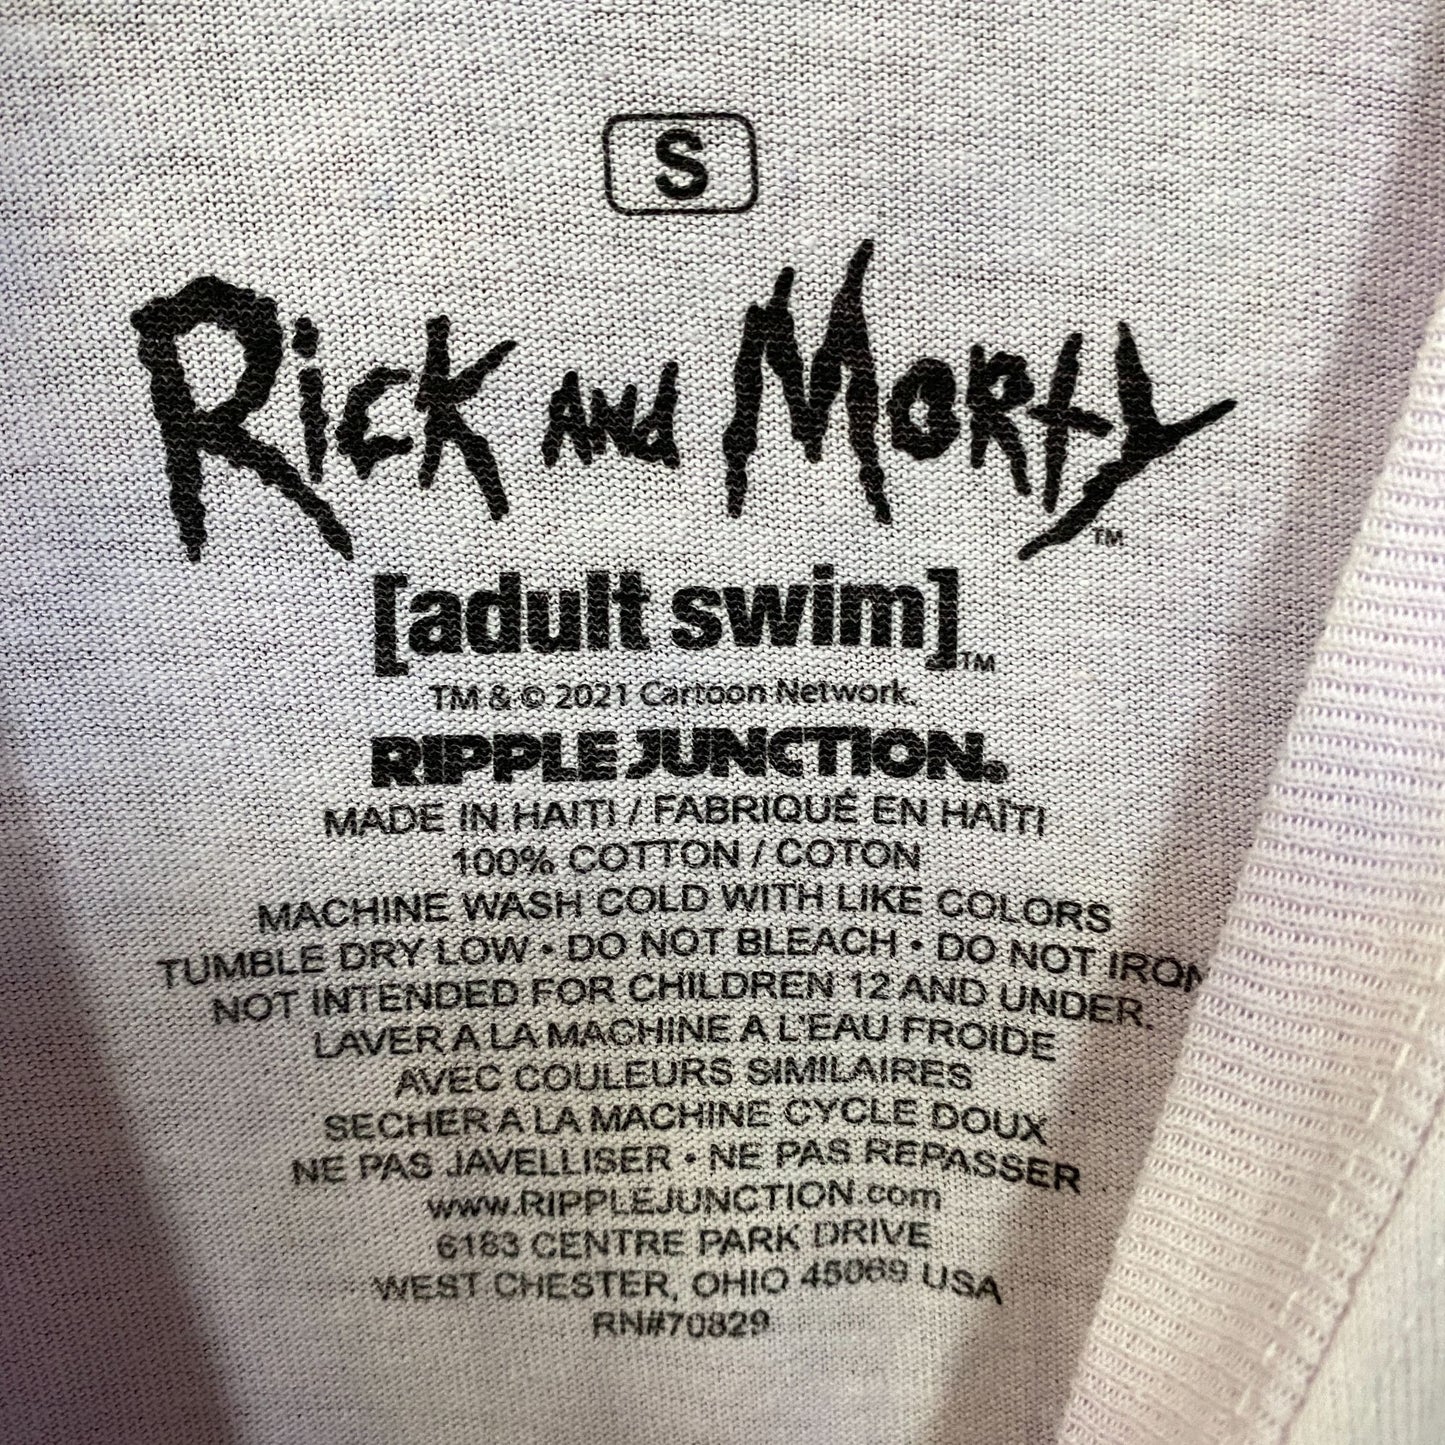 S
RICK AND MORTY™
[adult swim]™
TM & © 2021 Cartoon Network.
RIPPLE JUNCTION®
MADE IN HAITI / FABRIQUÉ EN HAÏTI
100% COTTON / COTON
MACHINE WASH COLD WITH LIKE COLORS
TUMBLE DRY LOW • DO NOT BLEACH • DO NOT IRON
NOT INTENDED FOR CHILDREN 12 AND UNDER.
LAVER A LA MACHINE A L'EAU FROIDE
AVEC COULEURS SIMILAIRES
SECHER A LA MACHINE CYCLE DOUX
NE PAS JAVELLISER • NE PAS REPASSER
www.RIPPLEJUNCTION.com
6183 CENTRE PARK DRIVE
WEST CHESTER, OHIO 45069 USA
RN#70829